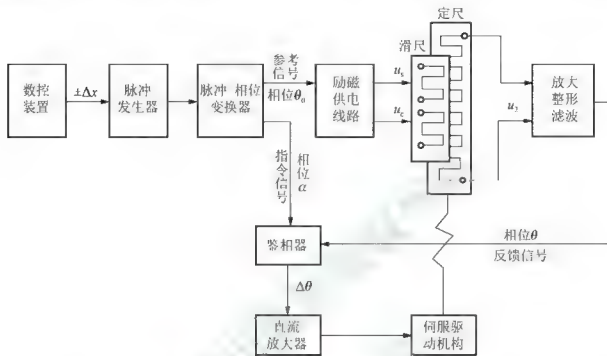 定尺
滑尺
数控
装置
±Δx
脉冲
发生器
脉冲 相位
变换器
参考
信号
相位θ₀
励磁
供电
线路
uₛ
u꜀
放大
整形
滤波
指令信号
相位α
鉴相器
相位θ
反馈信号
Δθ
直流
放大器
伺服驱
动机构